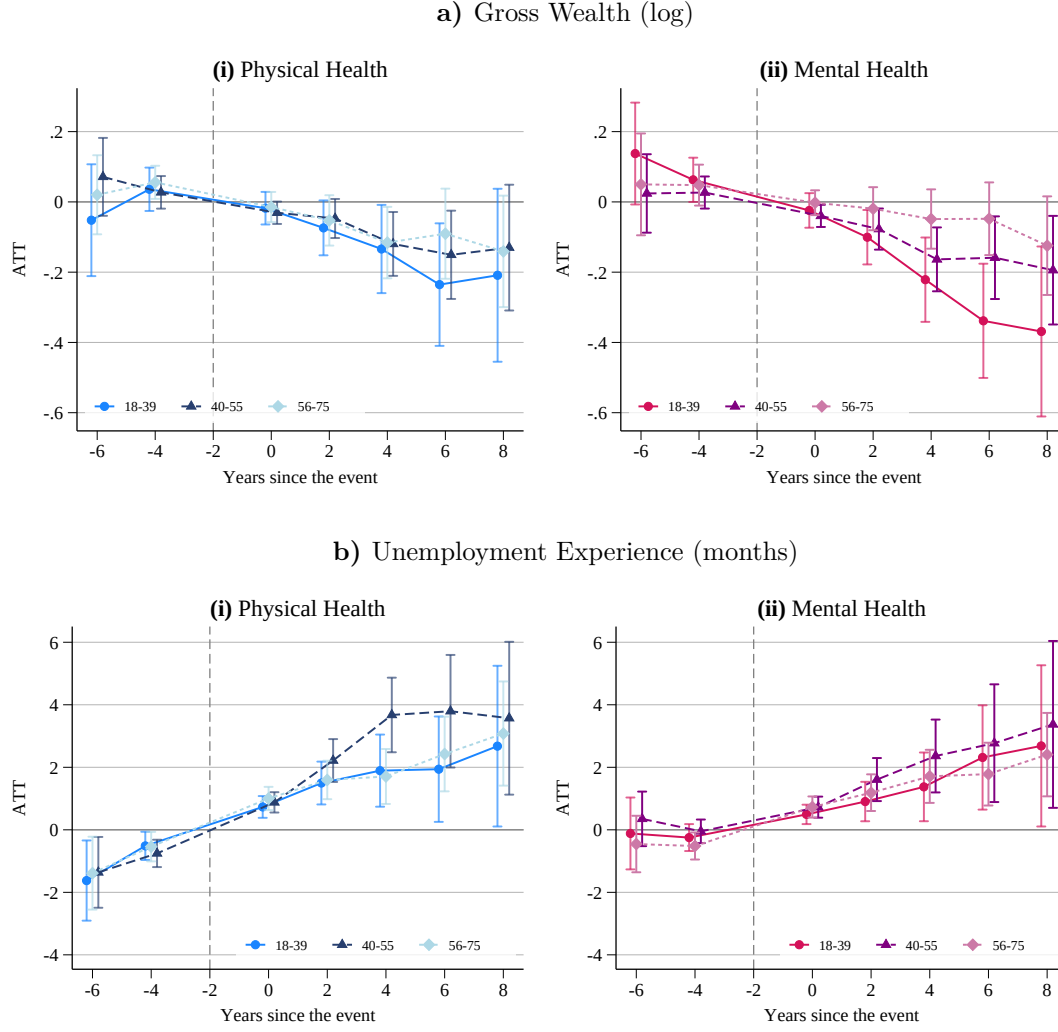 a) Gross Wealth (log)
(i) Physical Health
.2
0
-.2
-.4
-.6
ATT
18-39 40-55 56-75
-6 -4 -2 0 2 4 6 8
Years since the event
(ii) Mental Health
.2
0
-.2
-.4
-.6
ATT
18-39 40-55 56-75
-6 -4 -2 0 2 4 6 8
Years since the event
b) Unemployment Experience (months)
(i) Physical Health
6
4
2
0
-2
-4
ATT
18-39 40-55 56-75
-6 -4 -2 0 2 4 6 8
Years since the event
(ii) Mental Health
6
4
2
0
-2
-4
ATT
18-39 40-55 56-75
-6 -4 -2 0 2 4 6 8
Years since the event